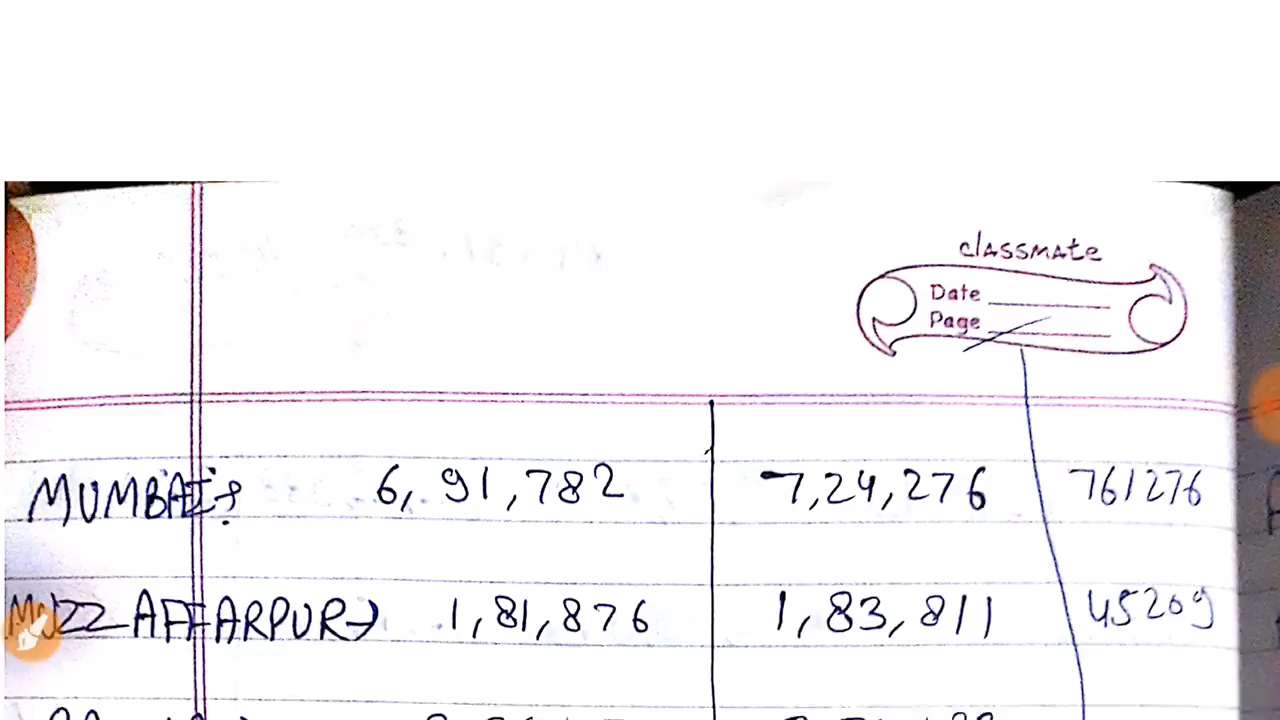 classmate
Date
Page
MUMBAI 6,91,782 7,24,276 761276
MUZZAFFARPUR → 1,81,876 1,83,811 45209